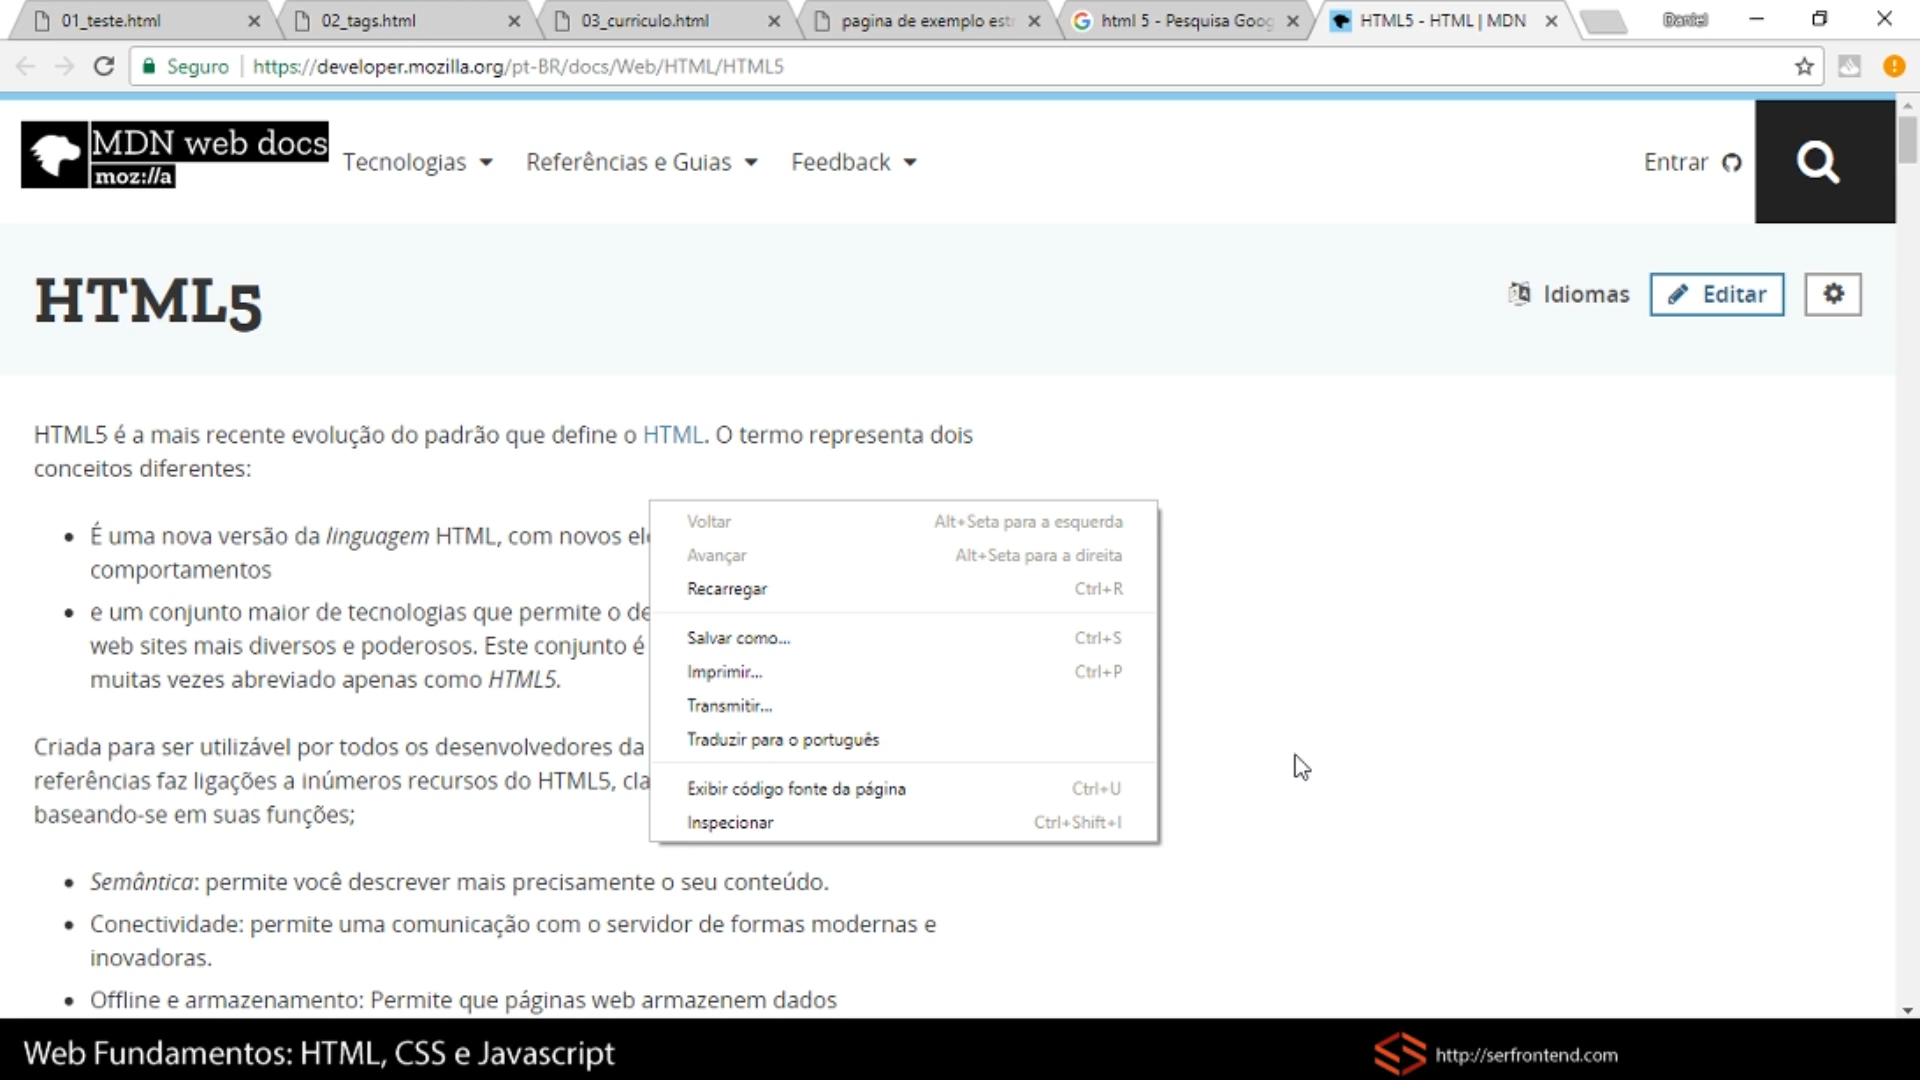 01_teste.html
02_tags.html
03_curriculo.html
pagina de exemplo estr
html 5 - Pesquisa Goog
HTML5 - HTML | MDN
Daniel
Seguro
https://developer.mozilla.org/pt-BR/docs/Web/HTML/HTML5
MDN web docs
moz://a
Tecnologias
Referências e Guias
Feedback
Entrar
HTML5
Idiomas
Editar
HTML5 é a mais recente evolução do padrão que define o HTML. O termo representa dois
conceitos diferentes:
É uma nova versão da linguagem HTML, com novos ele
comportamentos
e um conjunto maior de tecnologias que permite o de
web sites mais diversos e poderosos. Este conjunto é
muitas vezes abreviado apenas como HTML5.
Criada para ser utilizável por todos os desenvolvedores da
referências faz ligações a inúmeros recursos do HTML5, cla
baseando-se em suas funções;
Semântica: permite você descrever mais precisamente o seu conteúdo.
Conectividade: permite uma comunicação com o servidor de formas modernas e
inovadoras.
Offline e armazenamento: Permite que páginas web armazenem dados
Voltar Alt+Seta para a esquerda
Avançar Alt+Seta para a direita
Recarregar Ctrl+R
Salvar como... Ctrl+S
Imprimir... Ctrl+P
Transmitir...
Traduzir para o português
Exibir código fonte da página Ctrl+U
Inspecionar Ctrl+Shift+I
Web Fundamentos: HTML, CSS e Javascript
http://serfrontend.com